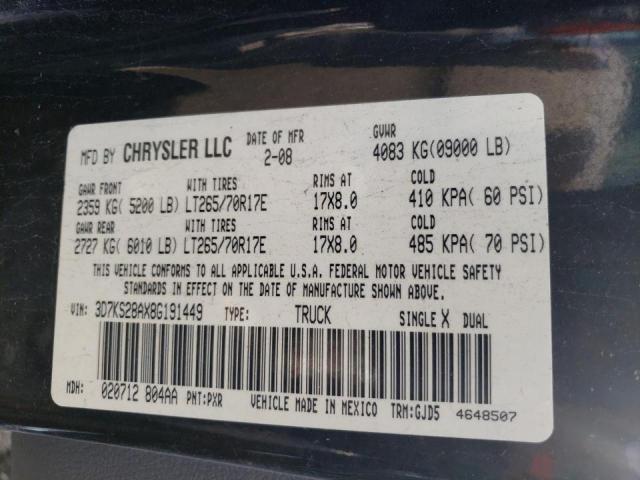 MFD BY CHRYSLER LLC DATE OF MFR 2-08 GVWR 4083 KG(09000 LB)
GAWR FRONT WITH TIRES RIMS AT COLD
2359 KG( 5200 LB) LT265/70R17E 17X8.0 410 KPA( 60 PSI)
GAWR REAR WITH TIRES RIMS AT COLD
2727 KG( 6010 LB) LT265/70R17E 17X8.0 485 KPA( 70 PSI)
THIS VEHICLE CONFORMS TO ALL APPLICABLE U.S.A. FEDERAL MOTOR VEHICLE SAFETY
STANDARDS IN EFFECT ON THE DATE OF MANUFACTURE SHOWN ABOVE.
VIN: 3D7KS28AX8G191449 TYPE: TRUCK SINGLE X DUAL
MDH: 020712 804AA PNT:PXR VEHICLE MADE IN MEXICO TRM:GJD5 4648507